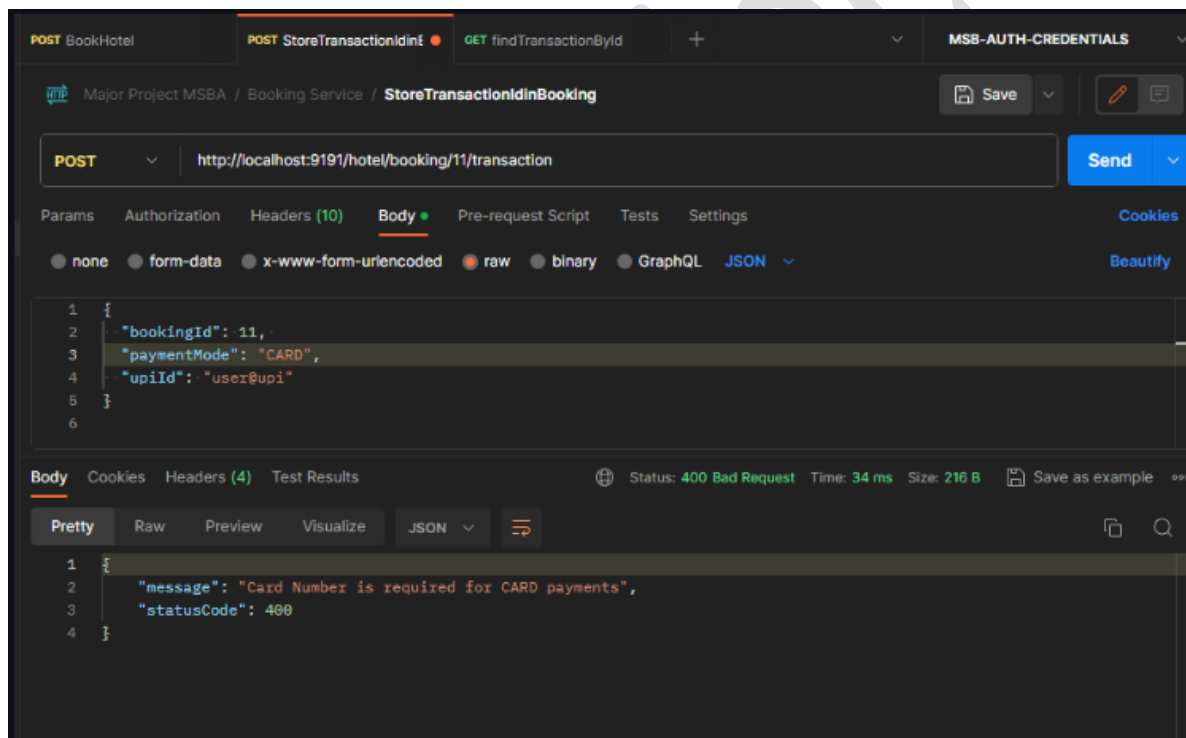 POST BookHotel POST StoreTransactionIdinE GET findTransactionById + MSB-AUTH-CREDENTIALS
HTTP Major Project MSBA / Booking Service / StoreTransactionIdinBooking Save
POST http://localhost:9191/hotel/booking/11/transaction Send
Params Authorization Headers (10) Body Pre-request Script Tests Settings Cookies
none form-data x-www-form-urlencoded raw binary GraphQL JSON Beautify
1 {
2 "bookingId": 11,
3 "paymentMode": "CARD",
4 "upiId": "user@upi"
5 }
6
Body Cookies Headers (4) Test Results Status: 400 Bad Request Time: 34 ms Size: 216 B Save as example
Pretty Raw Preview Visualize JSON
1 {
2 "message": "Card Number is required for CARD payments",
3 "statusCode": 400
4 }